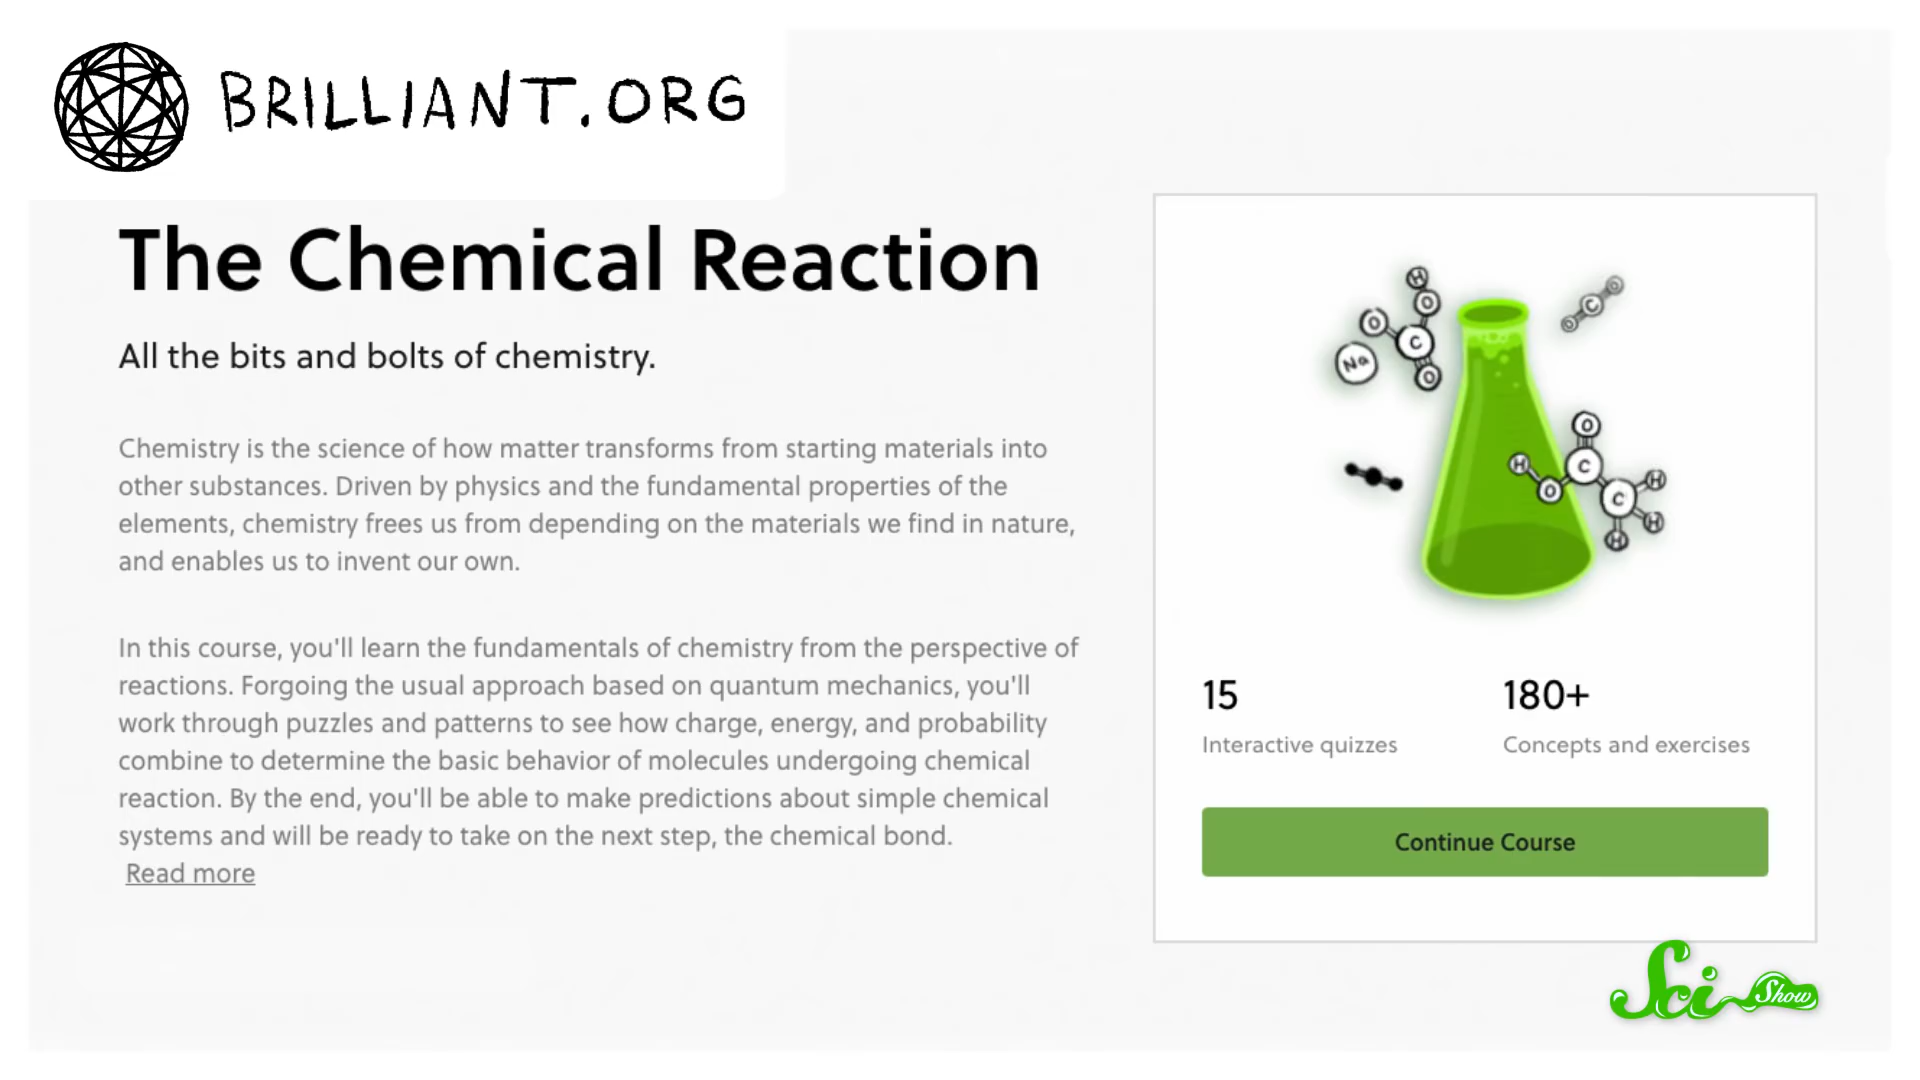 BRILLIANT.ORG
The Chemical Reaction
All the bits and bolts of chemistry.
Chemistry is the science of how matter transforms from starting materials into
other substances. Driven by physics and the fundamental properties of the
elements, chemistry frees us from depending on the materials we find in nature,
and enables us to invent our own.
In this course, you'll learn the fundamentals of chemistry from the perspective of
reactions. Forgoing the usual approach based on quantum mechanics, you'll
work through puzzles and patterns to see how charge, energy, and probability
combine to determine the basic behavior of molecules undergoing chemical
reaction. By the end, you'll be able to make predictions about simple chemical
systems and will be ready to take on the next step, the chemical bond.
Read more
H
O
O
C
Na
O
O
C
O
O
H
C
O
H
C
H
H
15
180+
Interactive quizzes
Concepts and exercises
Continue Course
Sci Show